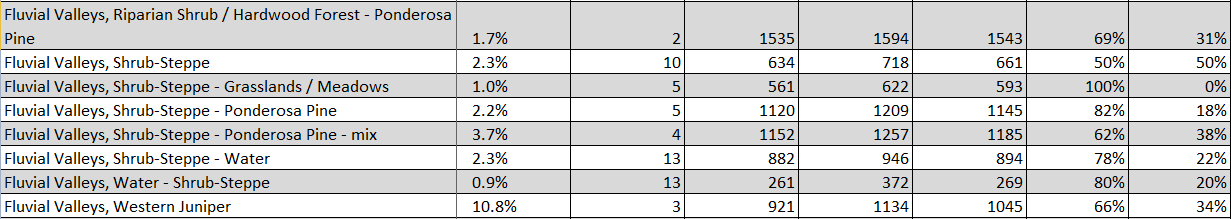 Fluvial Valleys, Riparian Shrub / Hardwood Forest - Ponderosa
Pine 1.7% 2 1535 1594 1543 69% 31%
Fluvial Valleys, Shrub-Steppe 2.3% 10 634 718 661 50% 50%
Fluvial Valleys, Shrub-Steppe - Grasslands / Meadows 1.0% 5 561 622 593 100% 0%
Fluvial Valleys, Shrub-Steppe - Ponderosa Pine 2.2% 5 1120 1209 1145 82% 18%
Fluvial Valleys, Shrub-Steppe - Ponderosa Pine - mix 3.7% 4 1152 1257 1185 62% 38%
Fluvial Valleys, Shrub-Steppe - Water 2.3% 13 882 946 894 78% 22%
Fluvial Valleys, Water - Shrub-Steppe 0.9% 13 261 372 269 80% 20%
Fluvial Valleys, Western Juniper 10.8% 3 921 1134 1045 66% 34%